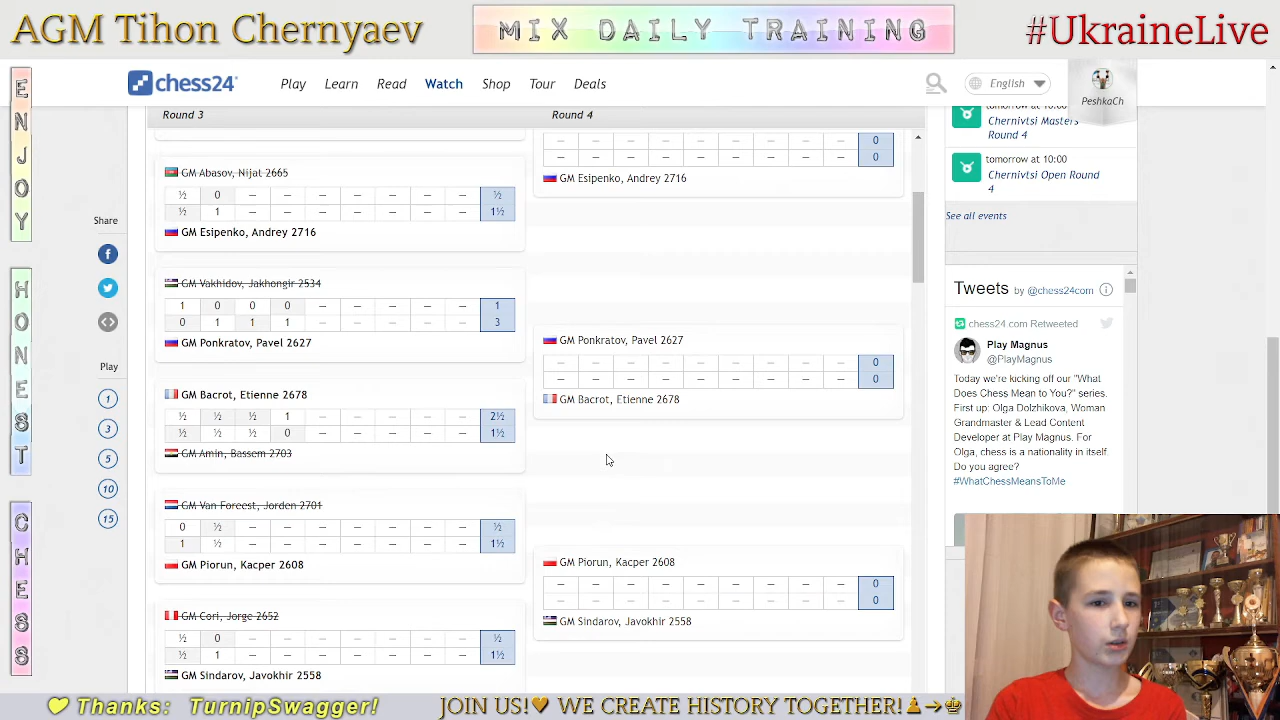 AGM Tihon Chernyaev
MIX DAILY TRAINING
#UkraineLive
ENJOY
HONEST
CHESS
chess24
Play Learn Read Watch Shop Tour Deals
English
PeshkaCh
Share
Play
1
3
5
10
15
Round 3
GM Abasov, Nijat 2665
½ 0 – – – – – – – ½
½ 1 – – – – – – – 1½
GM Esipenko, Andrey 2716
GM Vakhidov, Jakhongir 2534
1 0 0 0 – – – – – 1
0 1 1 1 – – – – – 3
GM Ponkratov, Pavel 2627
GM Bacrot, Etienne 2678
½ ½ ½ 1 – – – – – 2½
½ ½ ½ 0 – – – – – 1½
GM Amin, Bassem 2703
GM Van Foreest, Jorden 2701
0 ½ – – – – – – – ½
1 ½ – – – – – – – 1½
GM Piorun, Kacper 2608
GM Cori, Jorge 2652
½ 0 – – – – – – – ½
½ 1 – – – – – – – 1½
GM Sindarov, Javokhir 2558
Round 4
– – – – – – – – – 0
– – – – – – – – – 0
GM Esipenko, Andrey 2716
GM Ponkratov, Pavel 2627
– – – – – – – – – 0
– – – – – – – – – 0
GM Bacrot, Etienne 2678
GM Piorun, Kacper 2608
– – – – – – – – – 0
– – – – – – – – – 0
GM Sindarov, Javokhir 2558
tomorrow at 10:00
Chernivtsi Masters
Round 4
tomorrow at 10:00
Chernivtsi Open Round
4
See all events
Tweets by @chess24com
chess24.com Retweeted
Play Magnus
@PlayMagnus
Today we're kicking off our "What
Does Chess Mean to You?" series.
First up: Olga Dolzhikova, Woman
Grandmaster & Lead Content
Developer at Play Magnus. For
Olga, chess is a nationality in itself.
Do you agree?
#WhatChessMeansToMe
Thanks: TurnipSwagger!
JOIN US! WE CREATE HISTORY TOGETHER!